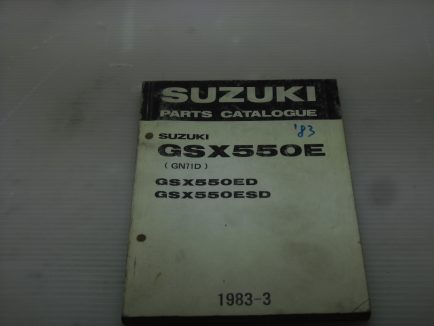 SUZUKI
PARTS CATALOGUE
'83
SUZUKI
GSX550E
( GN71D )
GSX550ED
GSX550ESD
1983-3